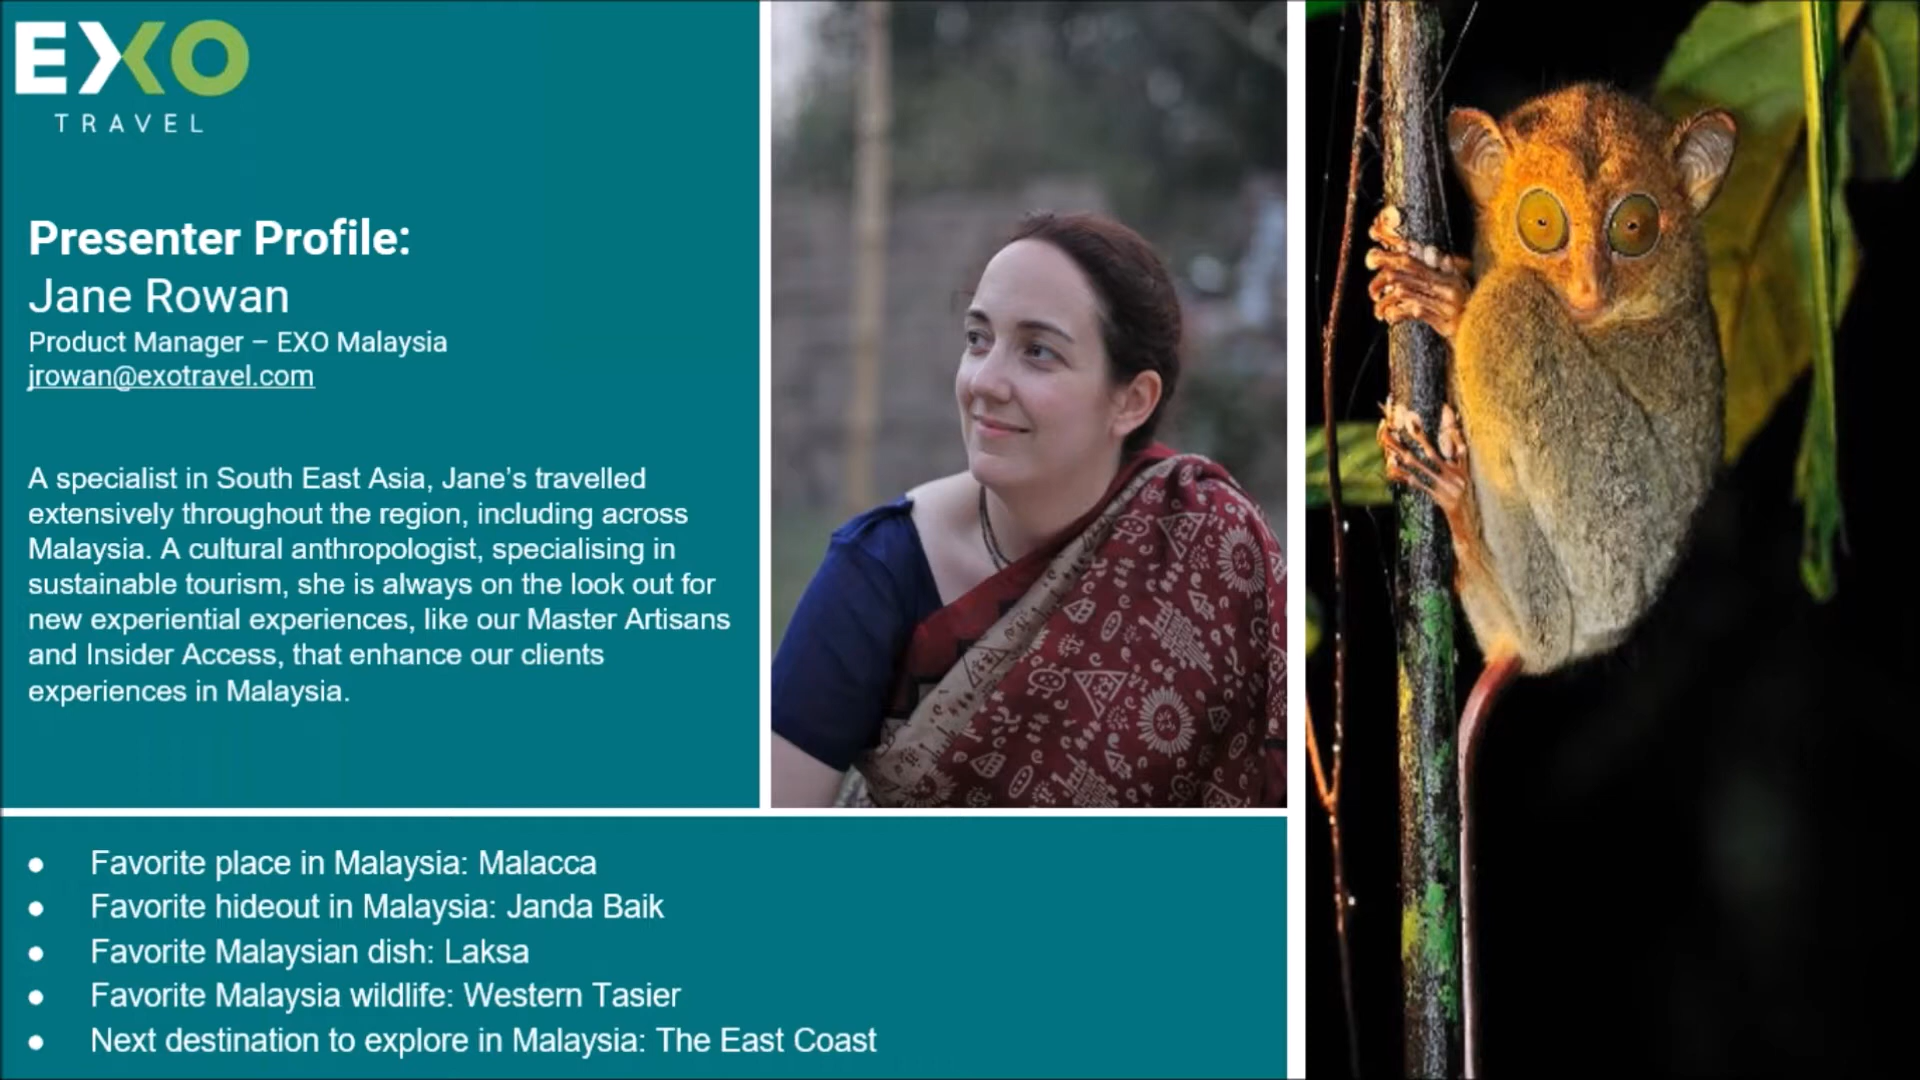 EXO
TRAVEL
Presenter Profile:
Jane Rowan
Product Manager – EXO Malaysia
jrowan@exotravel.com
A specialist in South East Asia, Jane’s travelled
extensively throughout the region, including across
Malaysia. A cultural anthropologist, specialising in
sustainable tourism, she is always on the look out for
new experiential experiences, like our Master Artisans
and Insider Access, that enhance our clients
experiences in Malaysia.
● Favorite place in Malaysia: Malacca
● Favorite hideout in Malaysia: Janda Baik
● Favorite Malaysian dish: Laksa
● Favorite Malaysia wildlife: Western Tasier
● Next destination to explore in Malaysia: The East Coast